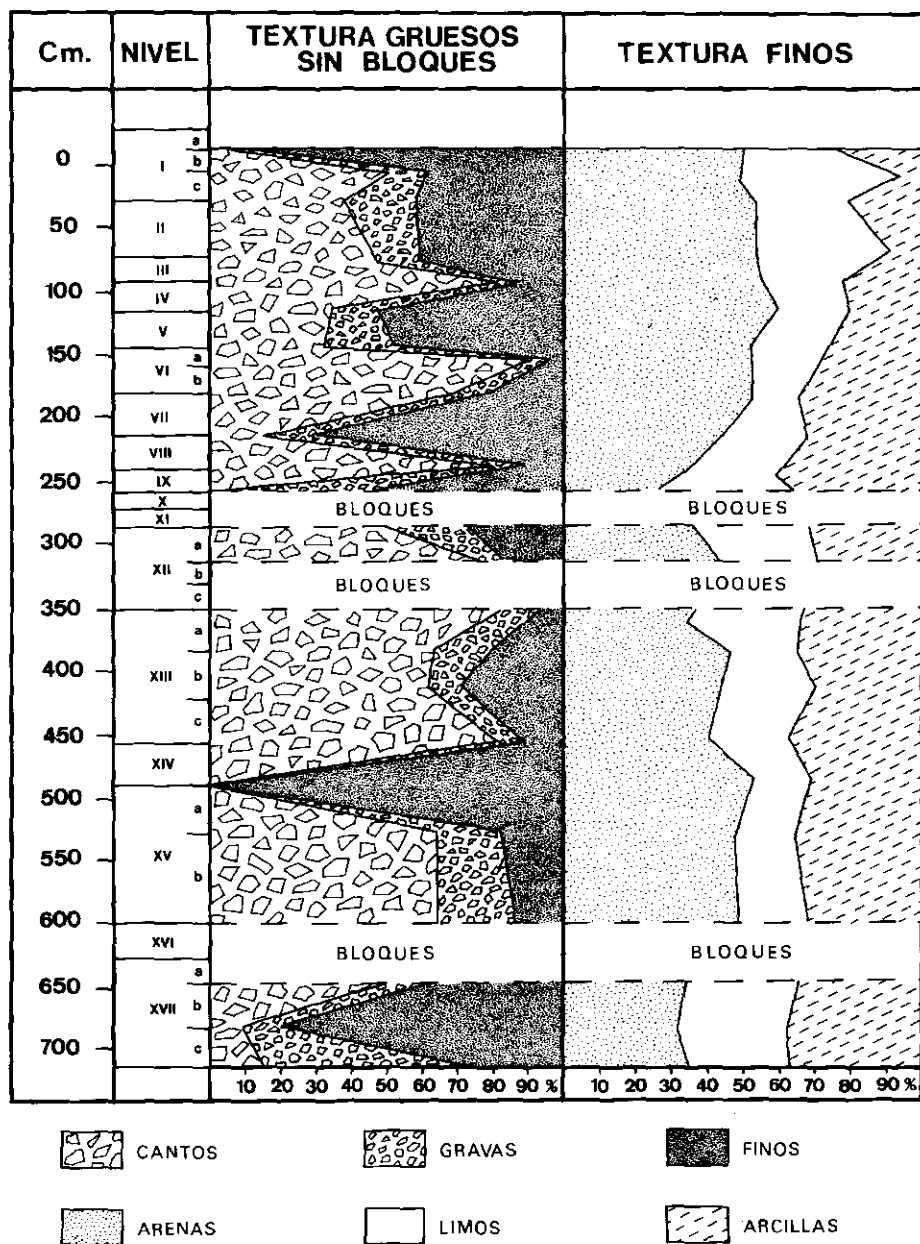 Cm.
NIVEL
TEXTURA GRUESOS
SIN BLOQUES
TEXTURA FINOS
0
50
100
150
200
250
300
350
400
450
500
550
600
650
700
I
a
b
c
II
III
IV
V
VI
a
b
VII
VIII
IX
X
XI
XII
a
b
c
XIII
a
b
c
XIV
XV
a
b
XVI
XVII
a
b
c
BLOQUES
BLOQUES
BLOQUES
BLOQUES
BLOQUES
BLOQUES
10 20 30 40 50 60 70 80 90 %
10 20 30 40 50 60 70 80 90 %
CANTOS
GRAVAS
FINOS
ARENAS
LIMOS
ARCILLAS